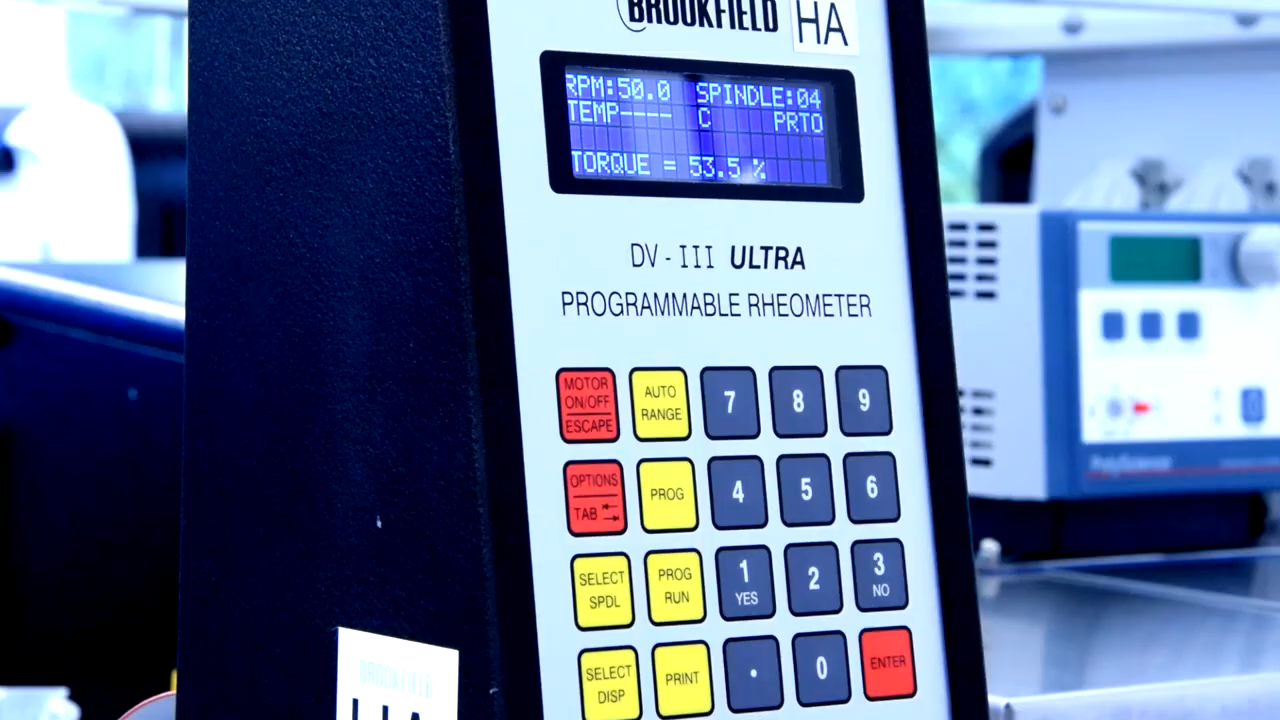 BROOKFIELD HA
RPM:50.0 SPINDLE:04
TEMP---- C PRTO
TORQUE = 53.5 %
DV-III ULTRA
PROGRAMMABLE RHEOMETER
MOTOR ON/OFF ESCAPE
AUTO RANGE
7
8
9
OPTIONS TAB
PROG
4
5
6
SELECT SPDL
PROG RUN
1 YES
2
3 NO
SELECT DISP
PRINT
.
0
ENTER
BROOKFIELD
PolyScience